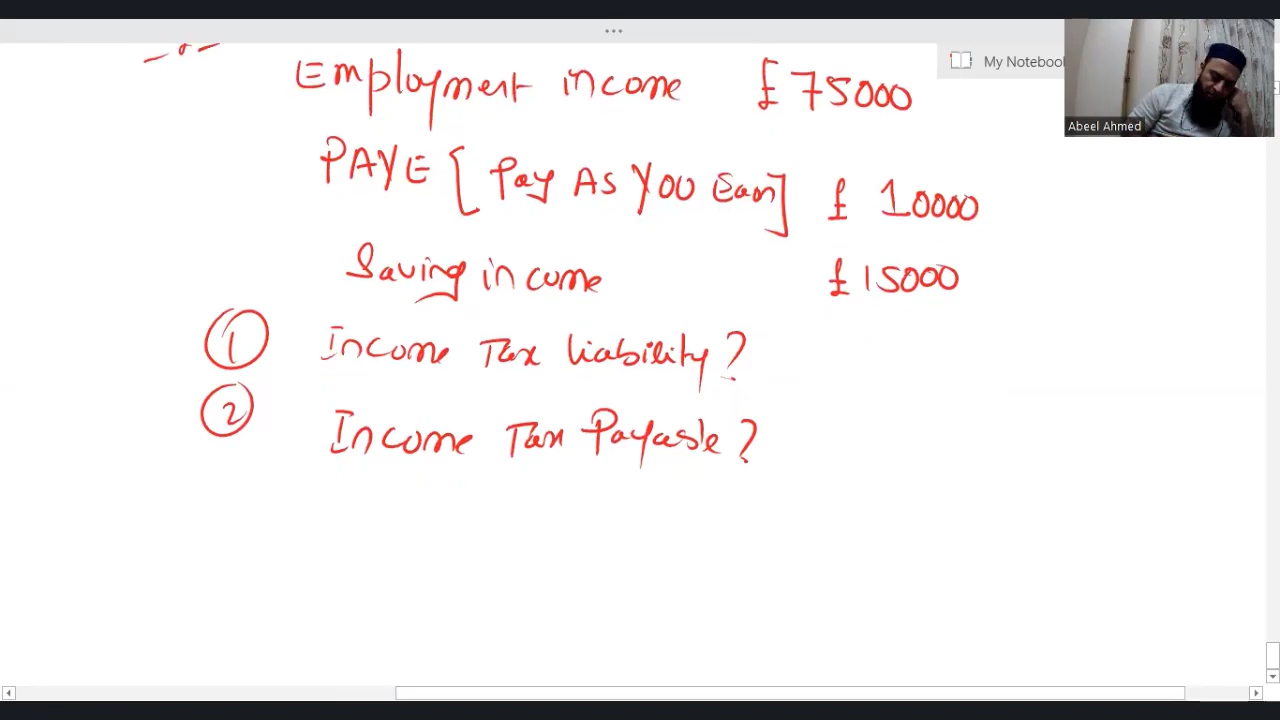 My Notebook
Employment income £75000
Abeel Ahmed
PAYE [Pay AS YOU Earn] £ 10000
Saving income £15000
1 Income Tax liability?
2 Income Tax Payable?